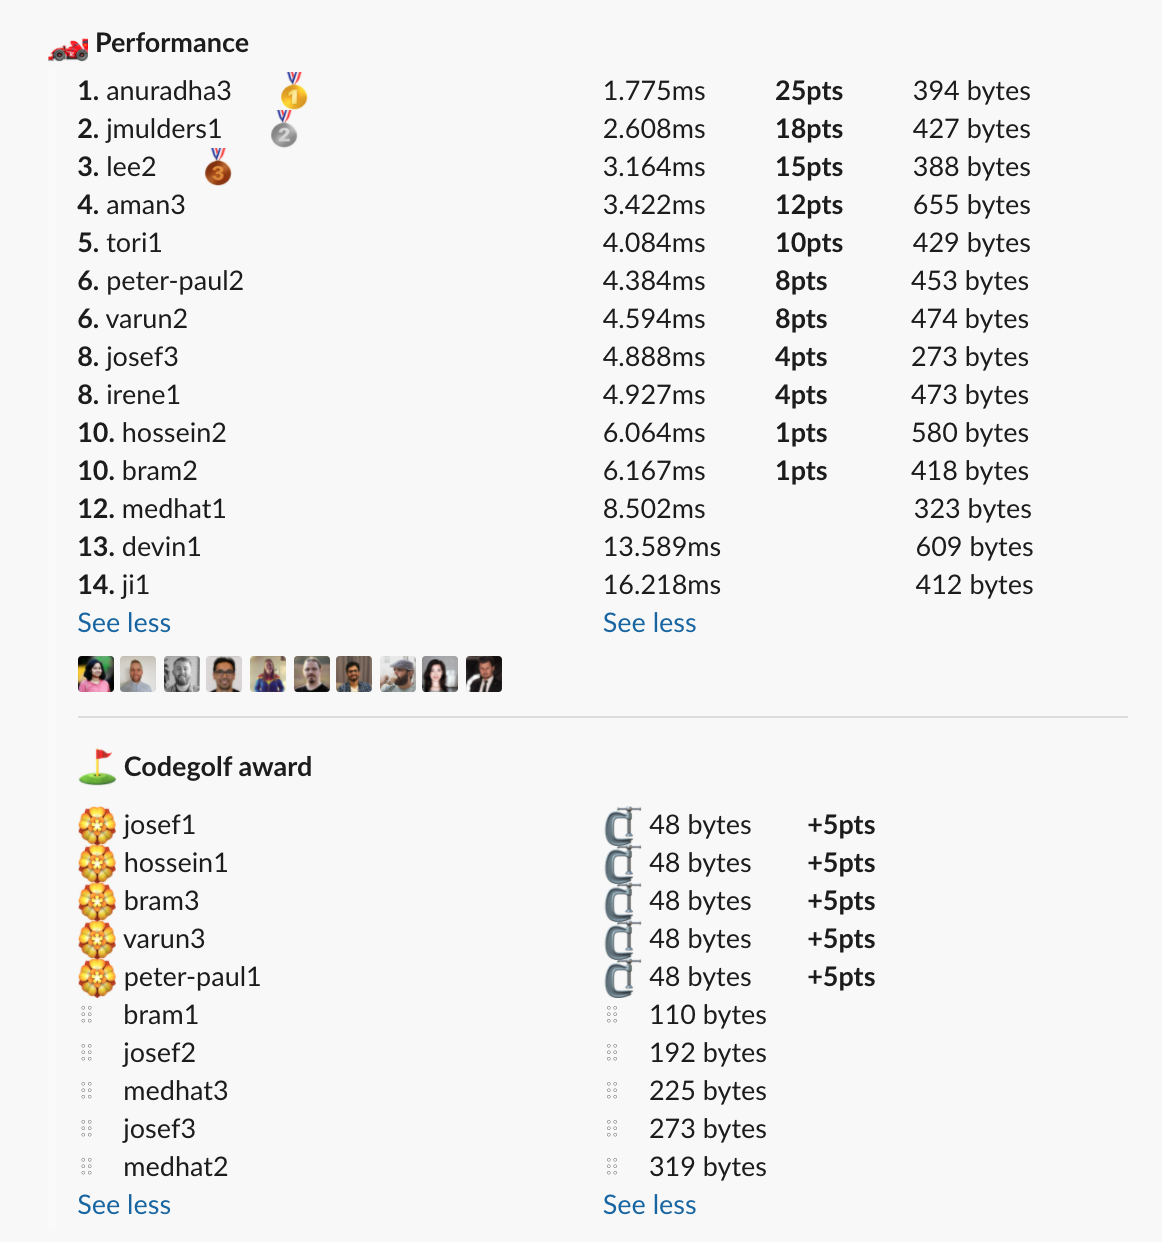 Performance
1. anuradha3 1 1.775ms 25pts 394 bytes
2. jmulders1 2 2.608ms 18pts 427 bytes
3. lee2 3 3.164ms 15pts 388 bytes
4. aman3 3.422ms 12pts 655 bytes
5. tori1 4.084ms 10pts 429 bytes
6. peter-paul2 4.384ms 8pts 453 bytes
6. varun2 4.594ms 8pts 474 bytes
8. josef3 4.888ms 4pts 273 bytes
8. irene1 4.927ms 4pts 473 bytes
10. hossein2 6.064ms 1pts 580 bytes
10. bram2 6.167ms 1pts 418 bytes
12. medhat1 8.502ms 323 bytes
13. devin1 13.589ms 609 bytes
14. ji1 16.218ms 412 bytes
See less See less
Codegolf award
josef1 48 bytes +5pts
hossein1 48 bytes +5pts
bram3 48 bytes +5pts
varun3 48 bytes +5pts
peter-paul1 48 bytes +5pts
bram1 110 bytes
josef2 192 bytes
medhat3 225 bytes
josef3 273 bytes
medhat2 319 bytes
See less See less